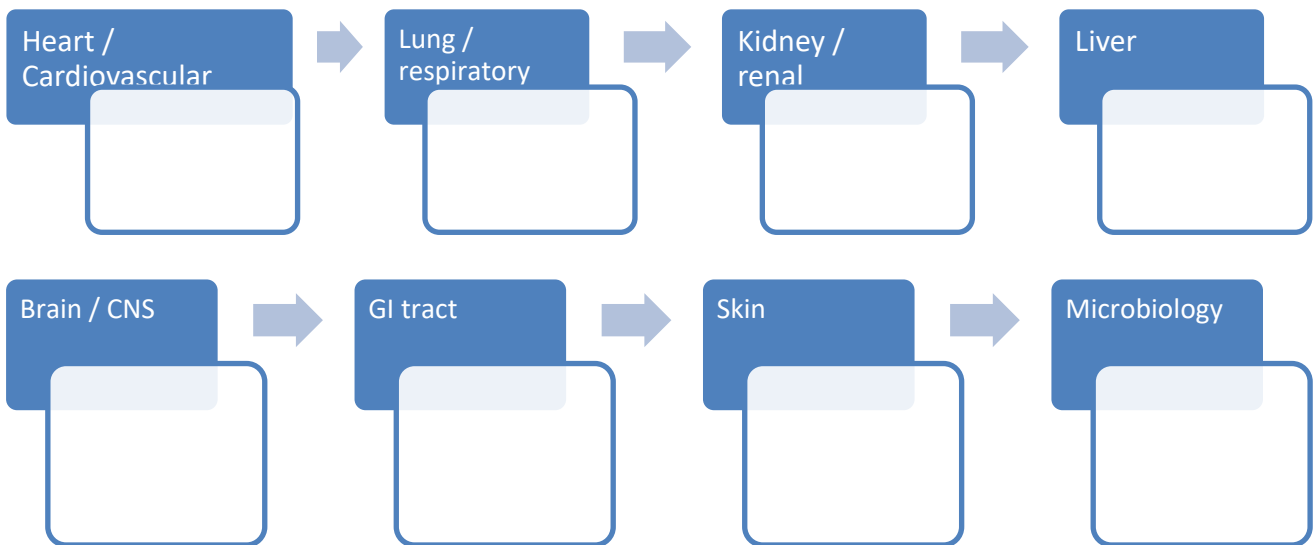 Heart /
Cardiovascular
Lung /
respiratory
Kidney /
renal
Liver
Brain / CNS
GI tract
Skin
Microbiology